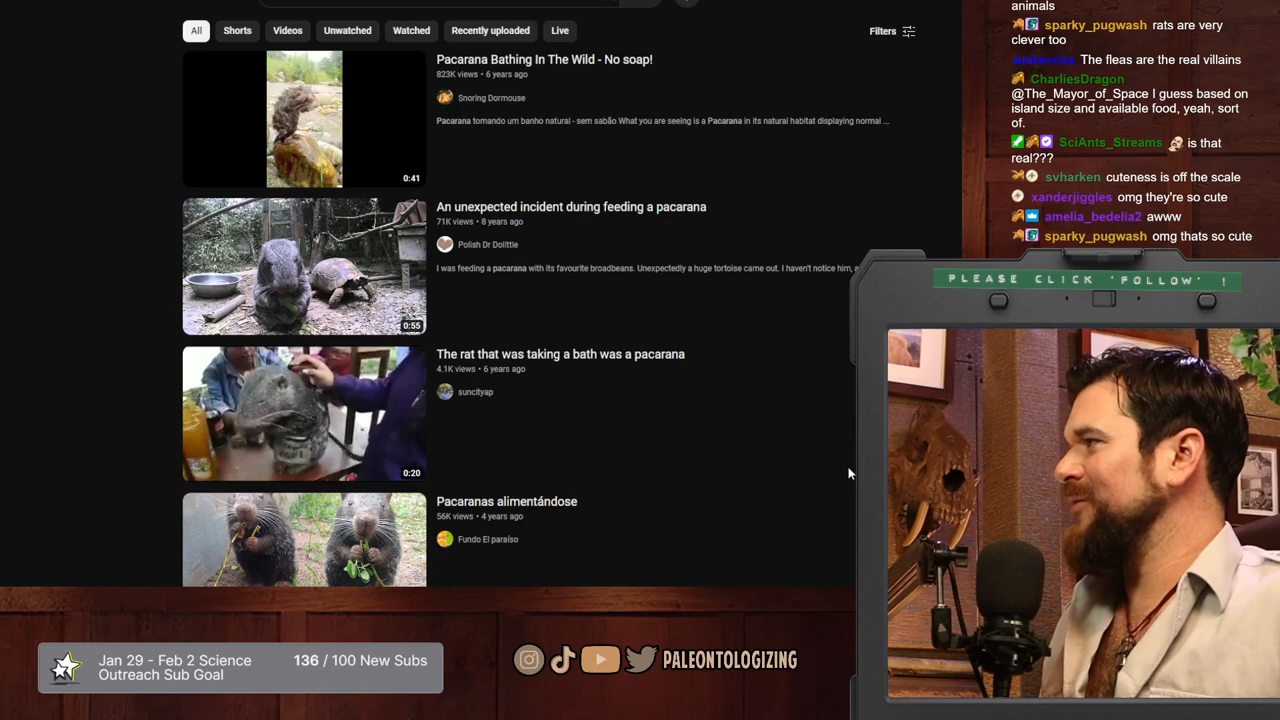 All
Shorts
Videos
Unwatched
Watched
Recently uploaded
Live
Filters
Pacarana Bathing In The Wild - No soap!
823K views • 6 years ago
Snoring Dormouse
Pacarana tomando um banho natural - sem sabão What you are seeing is a Pacarana in its natural habitat displaying normal ...
0:41
An unexpected incident during feeding a pacarana
71K views • 8 years ago
Polish Dr Dolittle
I was feeding a pacarana with its favourite broadbeans. Unexpectedly a huge tortoise came out. I haven't notice him,
0:55
The rat that was taking a bath was a pacarana
4.1K views • 6 years ago
suncityap
0:20
Pacaranas alimentándose
56K views • 4 years ago
Fundo El paraíso
animals
sparky_pugwash rats are very
clever too
The fleas are the real villains
CharliesDragon
@The_Mayor_of_Space I guess based on
island size and available food, yeah, sort
of.
SciAnts_Streams is that
real???
svharken cuteness is off the scale
xanderjiggles omg they're so cute
amelia_bedelia2 awww
sparky_pugwash omg thats so cute
PLEASE CLICK 'FOLLOW' !
Jan 29 - Feb 2 Science
Outreach Sub Goal
136 / 100 New Subs
PALEONTOLOGIZING